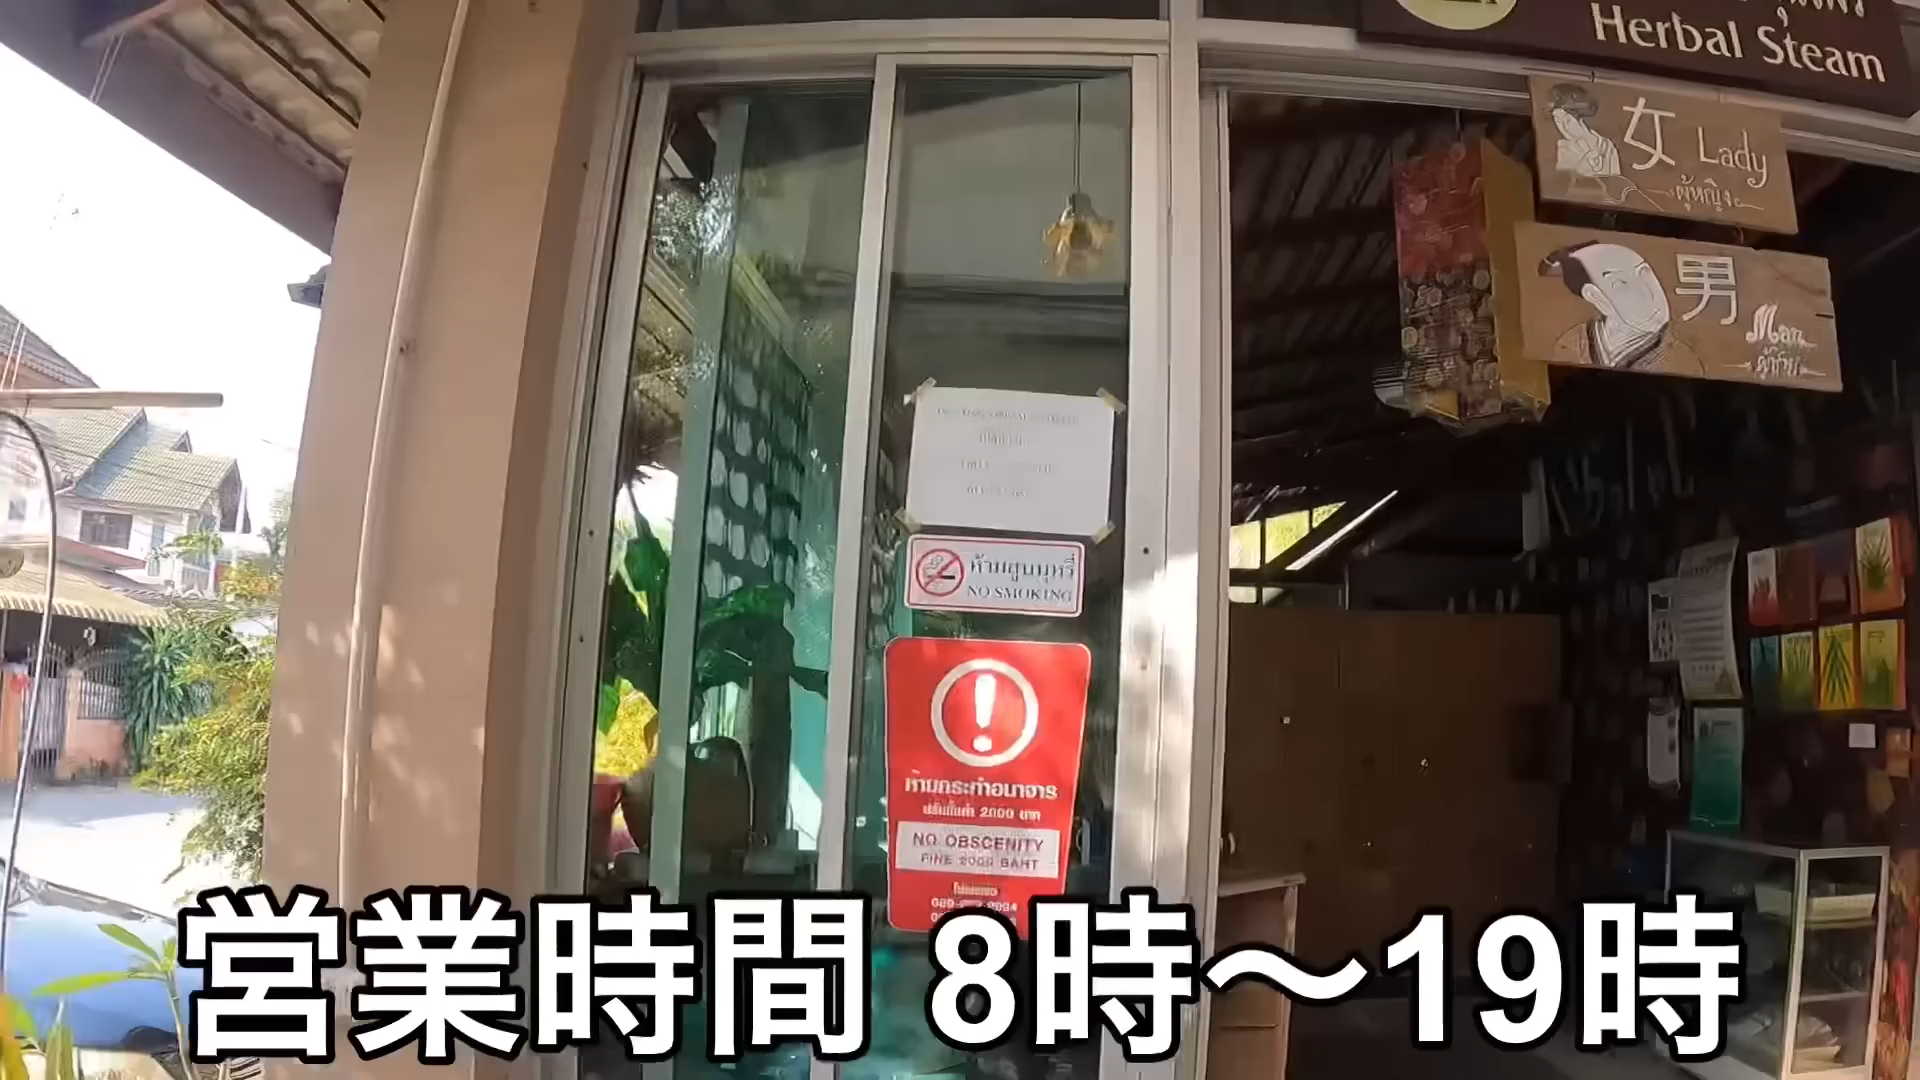 Herbal Steam
女 Lady
ผู้หญิง
男 Man
ผู้ชาย
ห้ามสูบบุหรี่
NO SMOKING
ห้ามกระทำอนาจาร
ปรับขั้นต่ำ 2000 บาท
NO OBSCENITY
FINE 2000 BAHT
営業時間 8時〜19時